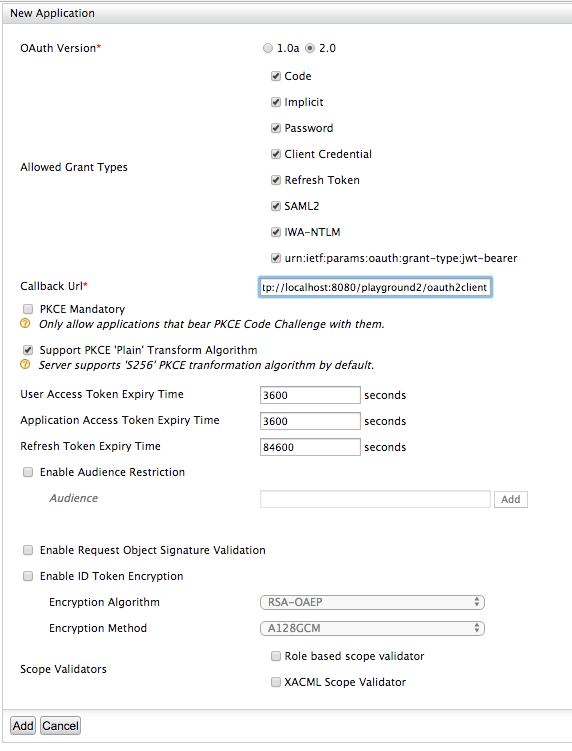 New Application
OAuth Version*
1.0a 2.0
Code
Implicit
Password
Client Credential
Allowed Grant Types
Refresh Token
SAML2
IWA-NTLM
urn:ietf:params:oauth:grant-type:jwt-bearer
Callback Url* tp://localhost:8080/playground2/oauth2client
PKCE Mandatory
Only allow applications that bear PKCE Code Challenge with them.
Support PKCE 'Plain' Transform Algorithm
Server supports 'S256' PKCE tranformation algorithm by default.
User Access Token Expiry Time 3600 seconds
Application Access Token Expiry Time 3600 seconds
Refresh Token Expiry Time 84600 seconds
Enable Audience Restriction
Audience Add
Enable Request Object Signature Validation
Enable ID Token Encryption
Encryption Algorithm RSA-OAEP
Encryption Method A128GCM
Role based scope validator
Scope Validators
XACML Scope Validator
Add Cancel